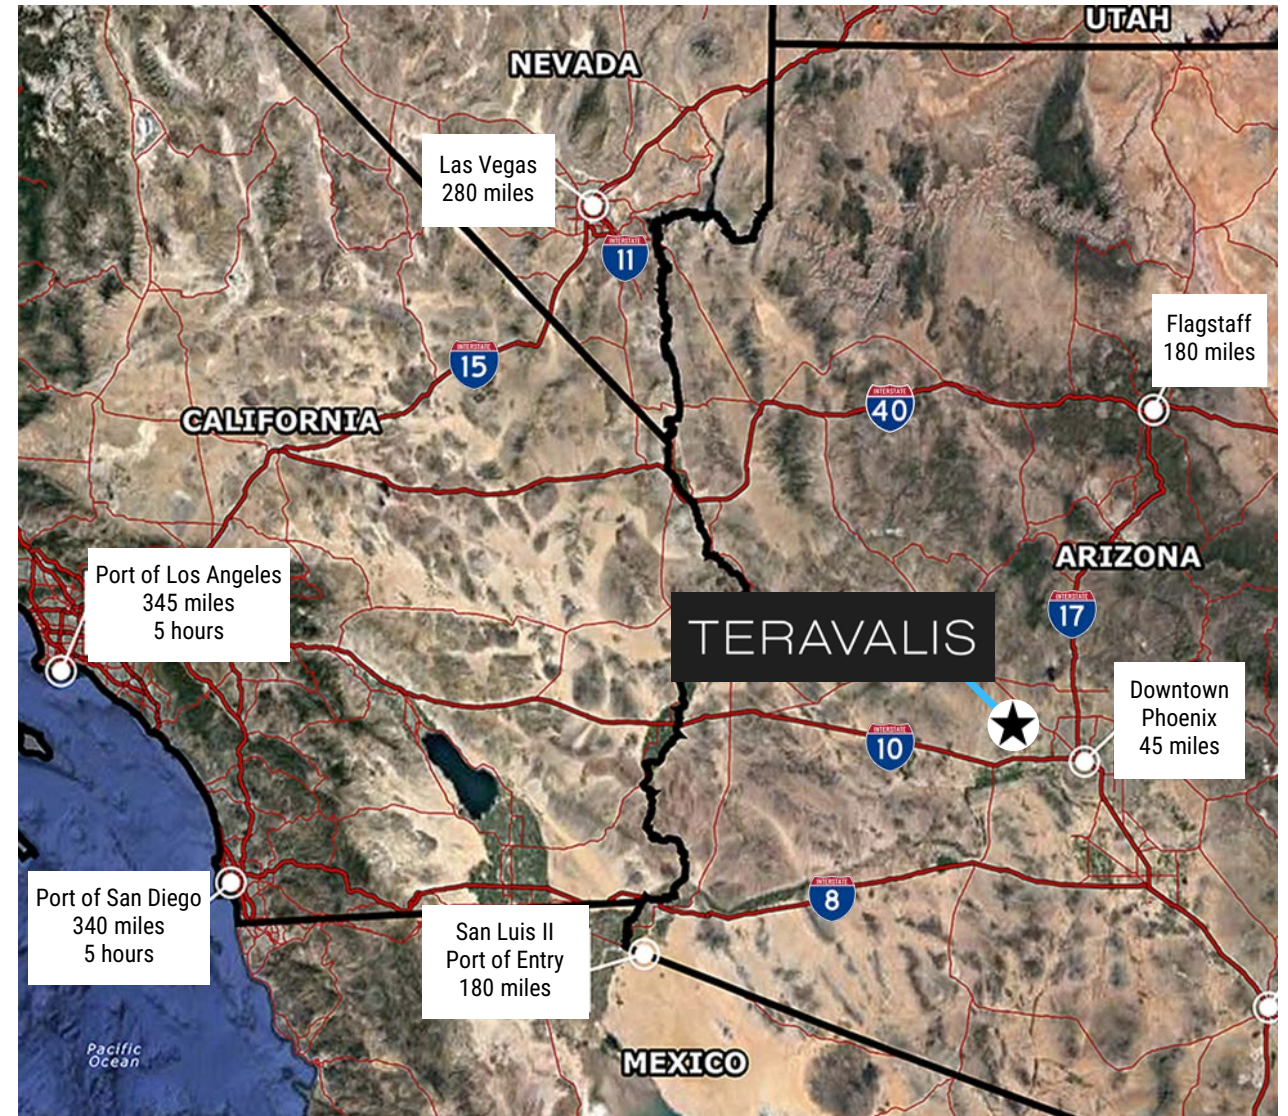 UTAH
NEVADA
Las Vegas
280 miles
INTERSTATE
11
Flagstaff
180 miles
INTERSTATE
15
INTERSTATE
40
CALIFORNIA
ARIZONA
Port of Los Angeles
345 miles
5 hours
INTERSTATE
17
TERAVALIS
Downtown
Phoenix
45 miles
INTERSTATE
10
Port of San Diego
340 miles
5 hours
INTERSTATE
8
San Luis II
Port of Entry
180 miles
Pacific
Ocean
MEXICO